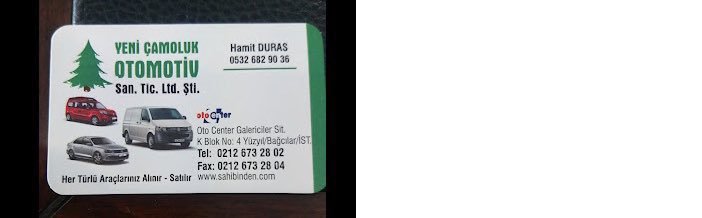 YENİ ÇAMOLUK
OTOMOTİV
San. Tic. Ltd. Şti.
Hamit DURAS
0532 682 90 36
oto center
Oto Center Galericiler Sit.
K Blok No: 4 Yüzyıl/Bağcılar/İST.
Tel: 0212 673 28 02
Fax: 0212 673 28 04
www.sahibinden.com
Her Türlü Araçlarınız Alınır - Satılır